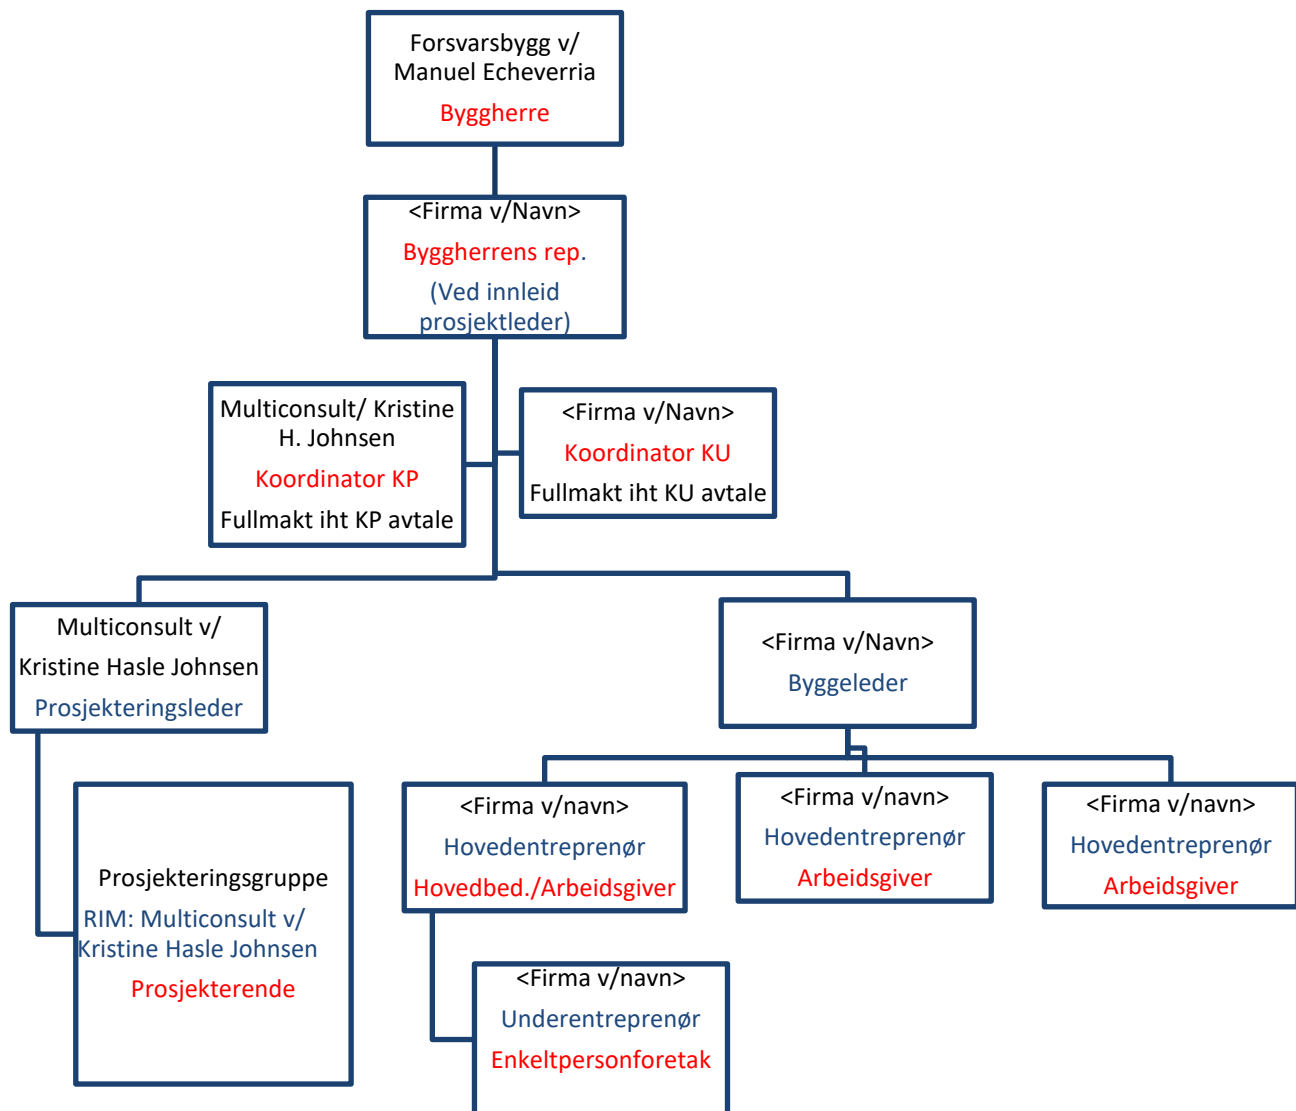 Forsvarsbygg v/
Manuel Echeverria
Byggherre
<Firma v/Navn>
Byggherrens rep.
(Ved innleid
prosjektleder)
Multiconsult/ Kristine
H. Johnsen
Koordinator KP
Fullmakt iht KP avtale
<Firma v/Navn>
Koordinator KU
Fullmakt iht KU avtale
Multiconsult v/
Kristine Hasle Johnsen
Prosjekteringsleder
<Firma v/Navn>
Byggeleder
Prosjekteringsgruppe
RIM: Multiconsult v/
Kristine Hasle Johnsen
Prosjekterende
<Firma v/navn>
Hovedentreprenør
Hovedbed./Arbeidsgiver
<Firma v/navn>
Hovedentreprenør
Arbeidsgiver
<Firma v/navn>
Hovedentreprenør
Arbeidsgiver
<Firma v/navn>
Underentreprenør
Enkeltpersonforetak